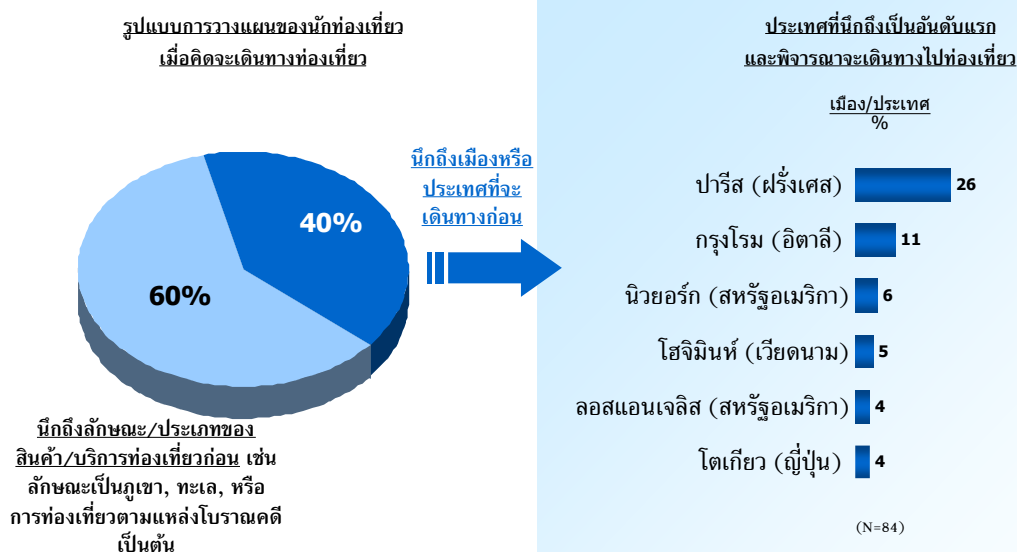 รูปแบบการวางแผนของนักท่องเที่ยว
เมื่อคิดจะเดินทางท่องเที่ยว
40%
60%
นึกถึงเมืองหรือ
ประเทศที่จะ
เดินทางก่อน
นึกถึงลักษณะ/ประเภทของ
สินค้า/บริการท่องเที่ยวก่อน เช่น
ลักษณะเป็นภูเขา, ทะเล, หรือ
การท่องเที่ยวตามแหล่งโบราณคดี
เป็นต้น
ประเทศที่นึกถึงเป็นอันดับแรก
และพิจารณาจะเดินทางไปท่องเที่ยว
เมือง/ประเทศ
%
ปารีส (ฝรั่งเศส) 26
กรุงโรม (อิตาลี) 11
นิวยอร์ก (สหรัฐอเมริกา) 6
โฮจิมินห์ (เวียดนาม) 5
ลอสแอนเจลิส (สหรัฐอเมริกา) 4
โตเกียว (ญี่ปุ่น) 4
(N=84)